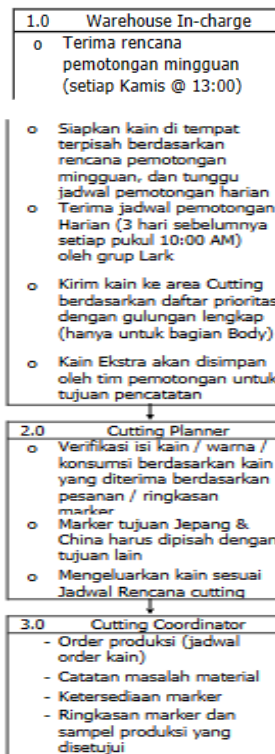 1.0 Warehouse In-charge
o Terima rencana
pemotongan mingguan
(setiap Kamis @ 13:00)
o Siapkan kain di tempat
terpisah berdasarkan
rencana pemotongan
mingguan, dan tunggu
jadwal pemotongan harian
o Terima jadwal pemotongan
Harian (3 hari sebelumnya
setiap pukul 10:00 AM)
oleh grup Lark
o Kirim kain ke area Cutting
berdasarkan daftar prioritas
dengan gulungan lengkap
(hanya untuk bagian Body)
o Kain Ekstra akan disimpan
oleh tim pemotongan untuk
tujuan pencatatan
2.0 Cutting Planner
o Verifikasi isi kain / warna /
konsumsi berdasarkan kain
yang diterima berdasarkan
pesanan / ringkasan
marker
o Marker tujuan Jepang &
China harus dipisah dengan
tujuan lain
o Mengeluarkan kain sesuai
Jadwal Rencana cutting
3.0 Cutting Coordinator
- Order produksi (jadwal
order kain)
- Catatan masalah material
- Ketersediaan marker
- Ringkasan marker dan
sampel produksi yang
disetujui